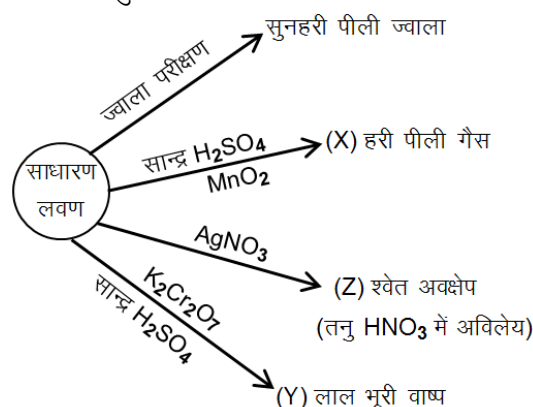 ज्वाला परीक्षण
सुनहरी पीली ज्वाला
साधारण
लवण
सान्द्र H₂SO₄
MnO₂
(X) हरी पीली गैस
AgNO₃
(Z) श्वेत अवक्षेप
(तनु HNO₃ में अविलेय)
K₂Cr₂O₇
सान्द्र H₂SO₄
(Y) लाल भूरी वाष्प